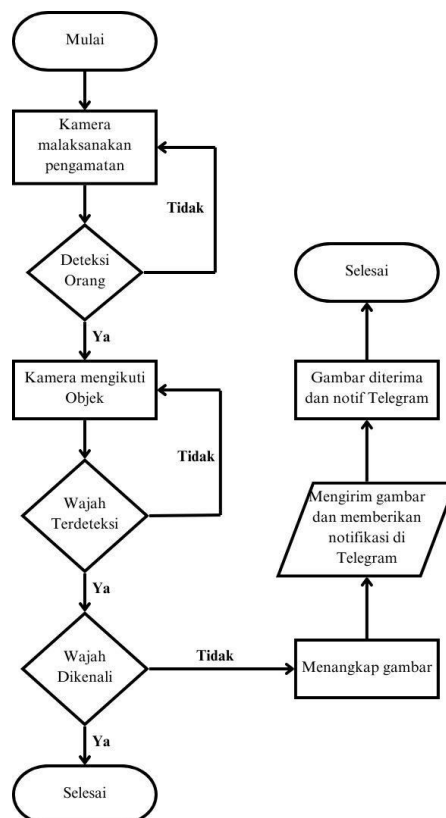 Mulai
Kamera
malaksanakan
pengamatan
Tidak
Deteksi
Orang
Ya
Kamera mengikuti
Objek
Tidak
Wajah
Terdeteksi
Ya
Wajah
Dikenali
Tidak
Ya
Selesai
Menangkap gambar
Mengirim gambar
dan memberikan
notifikasi di
Telegram
Gambar diterima
dan notif Telegram
Selesai